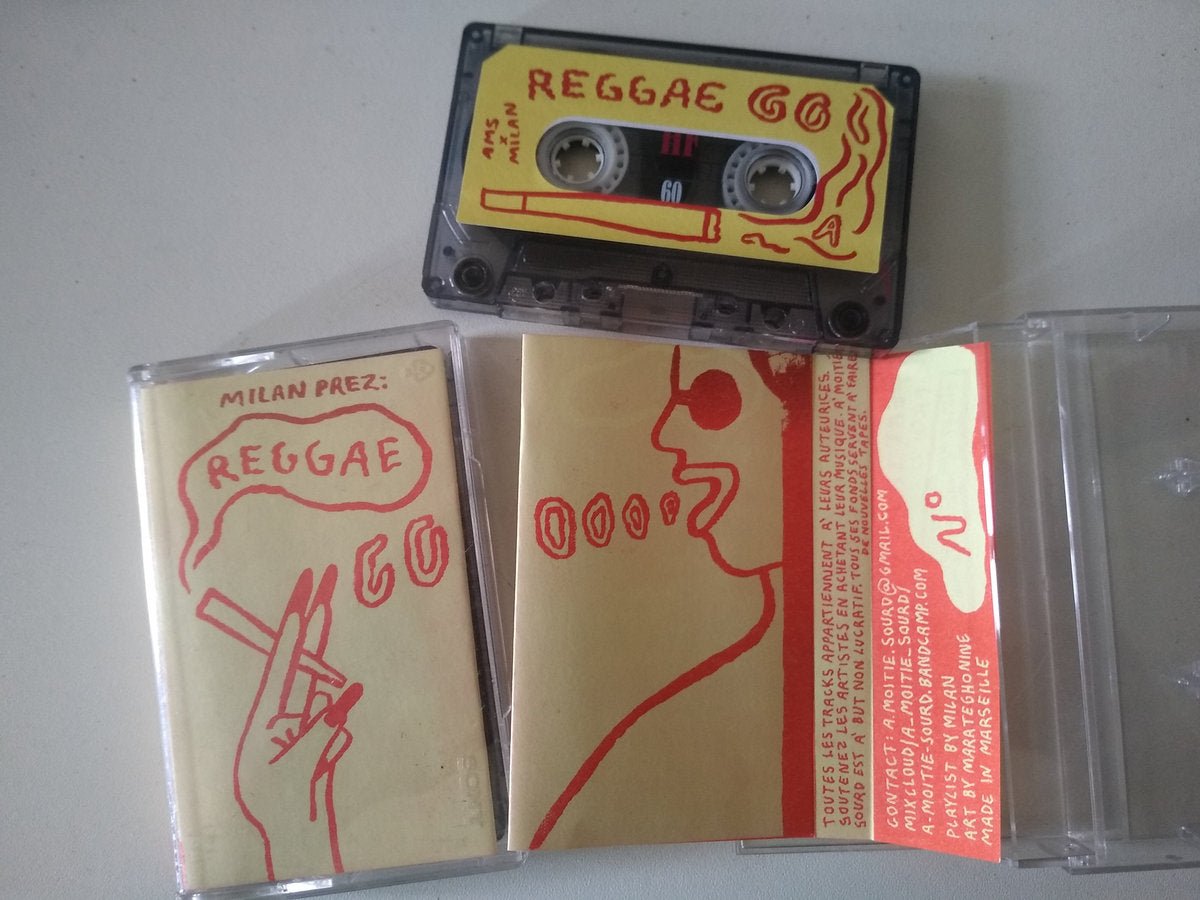 REGGAE GO
AMS
X
MILAN
HF
60
A
MILAN PREZ:
REGGAE
GO
TOUTES LES TRACKS APPARTIENNENT A' LEURS AUTEURICES.
SOUTENEZ LES ARTISTES EN ACHETANT LEUR MUSIQUE. A' MOITIE
SOURD EST A' BUT NON LUCRATIF. TOUS SES FONDS SERVENT A' FAIRE
DE NOUVELLES TAPES.
N°
CONTACT: A.MOITIE.SOURD@GMAIL.COM
MIXCLOUD/A_MOITIE_SOURD/
A-MOITIE-SOURD.BANDCAMP.COM
PLAYLIST BY MILAN
ART BY MARATEGHONINE
MADE IN MARSEILLE